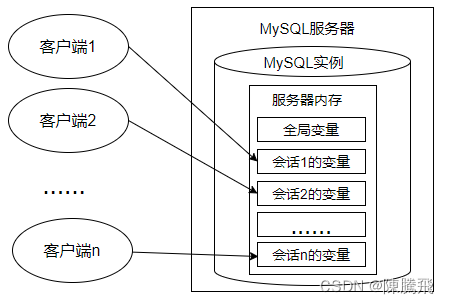 客户端1
客户端2
······
客户端n
MySQL服务器
MySQL实例
服务器内存
全局变量
会话1的变量
会话2的变量
······
会话n的变量
CSDN @陳騰飛